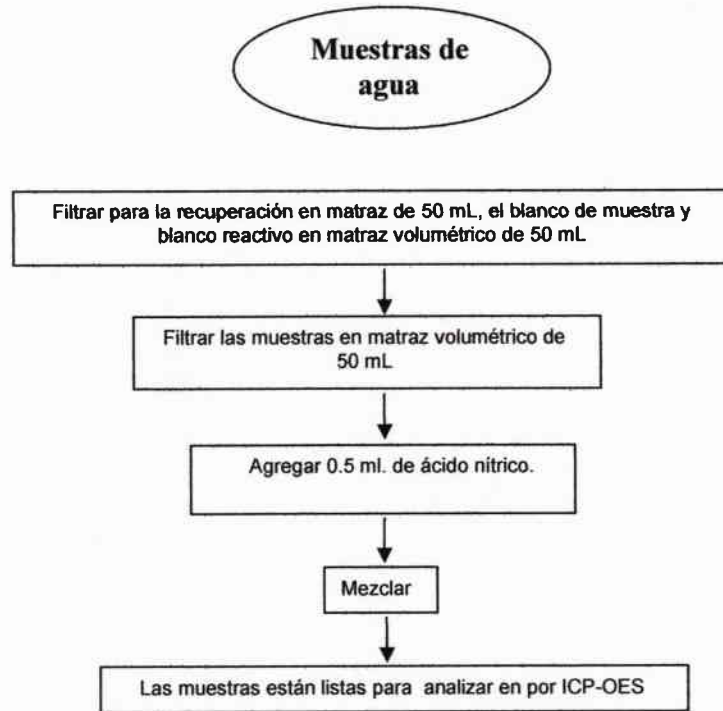 Muestras de
agua
Filtrar para la recuperación en matraz de 50 mL, el blanco de muestra y
blanco reactivo en matraz volumétrico de 50 mL
Filtrar las muestras en matraz volumétrico de
50 mL
Agregar 0.5 ml. de ácido nítrico.
Mezclar
Las muestras están listas para analizar en por ICP-OES